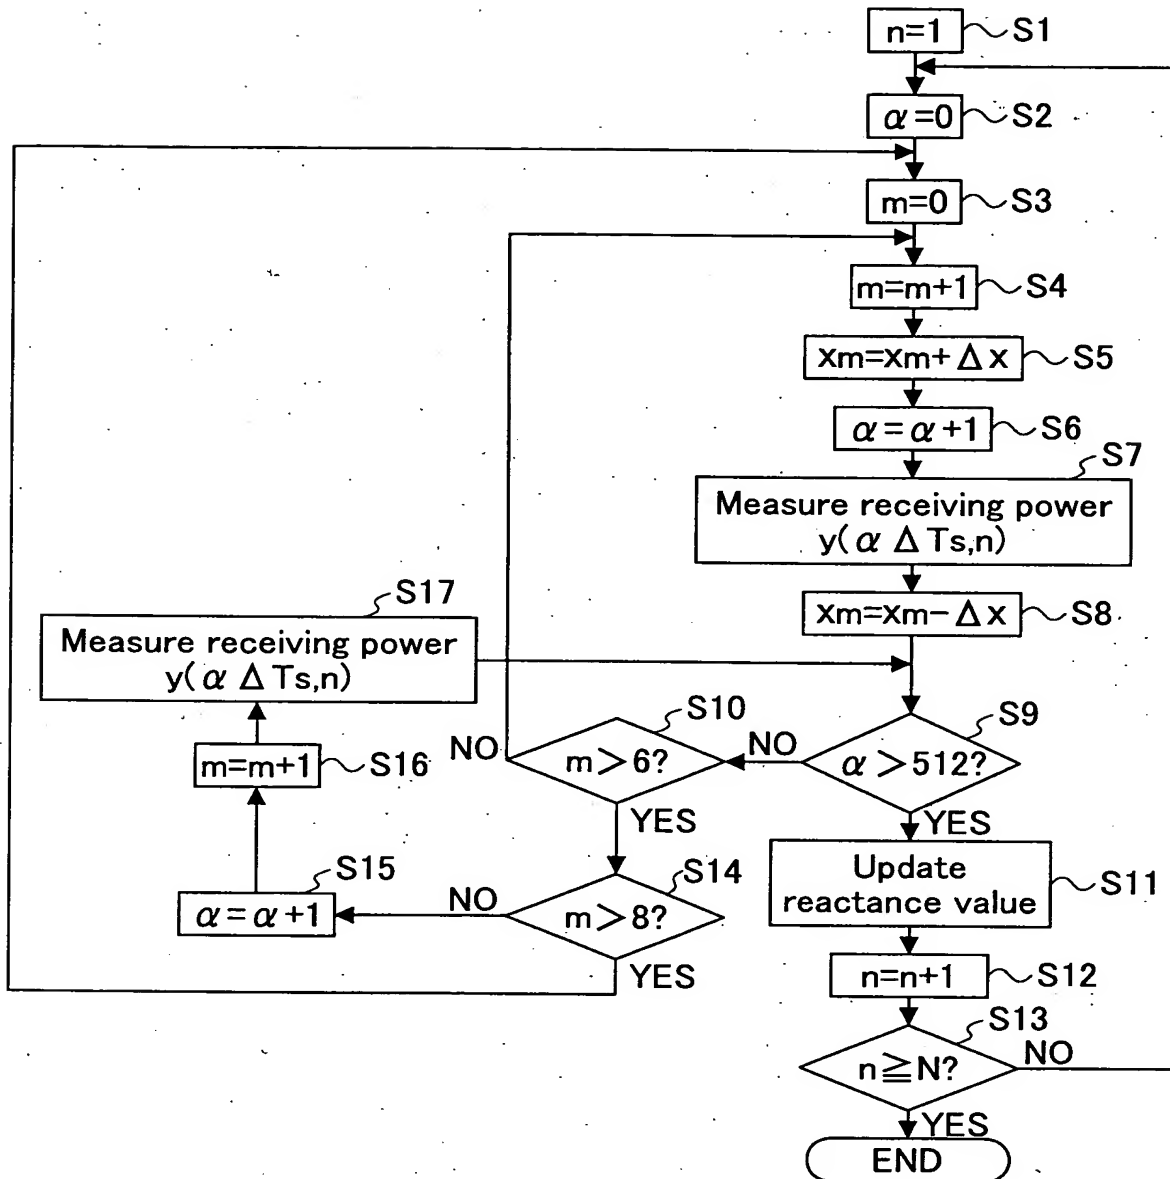 n=1 S1
α=0 S2
m=0 S3
m=m+1 S4
xm=xm+Δx S5
α=α+1 S6
S7
Measure receiving power
y(αΔTs,n)
xm=xm-Δx S8
S17
Measure receiving power
y(αΔTs,n)
S10
S9
m=m+1 S16
NO
m>6?
NO
α>512?
YES
YES
S15
α=α+1
NO
S14
m>8?
YES
Update
reactance value
S11
n=n+1 S12
S13
n≧N?
NO
YES
END